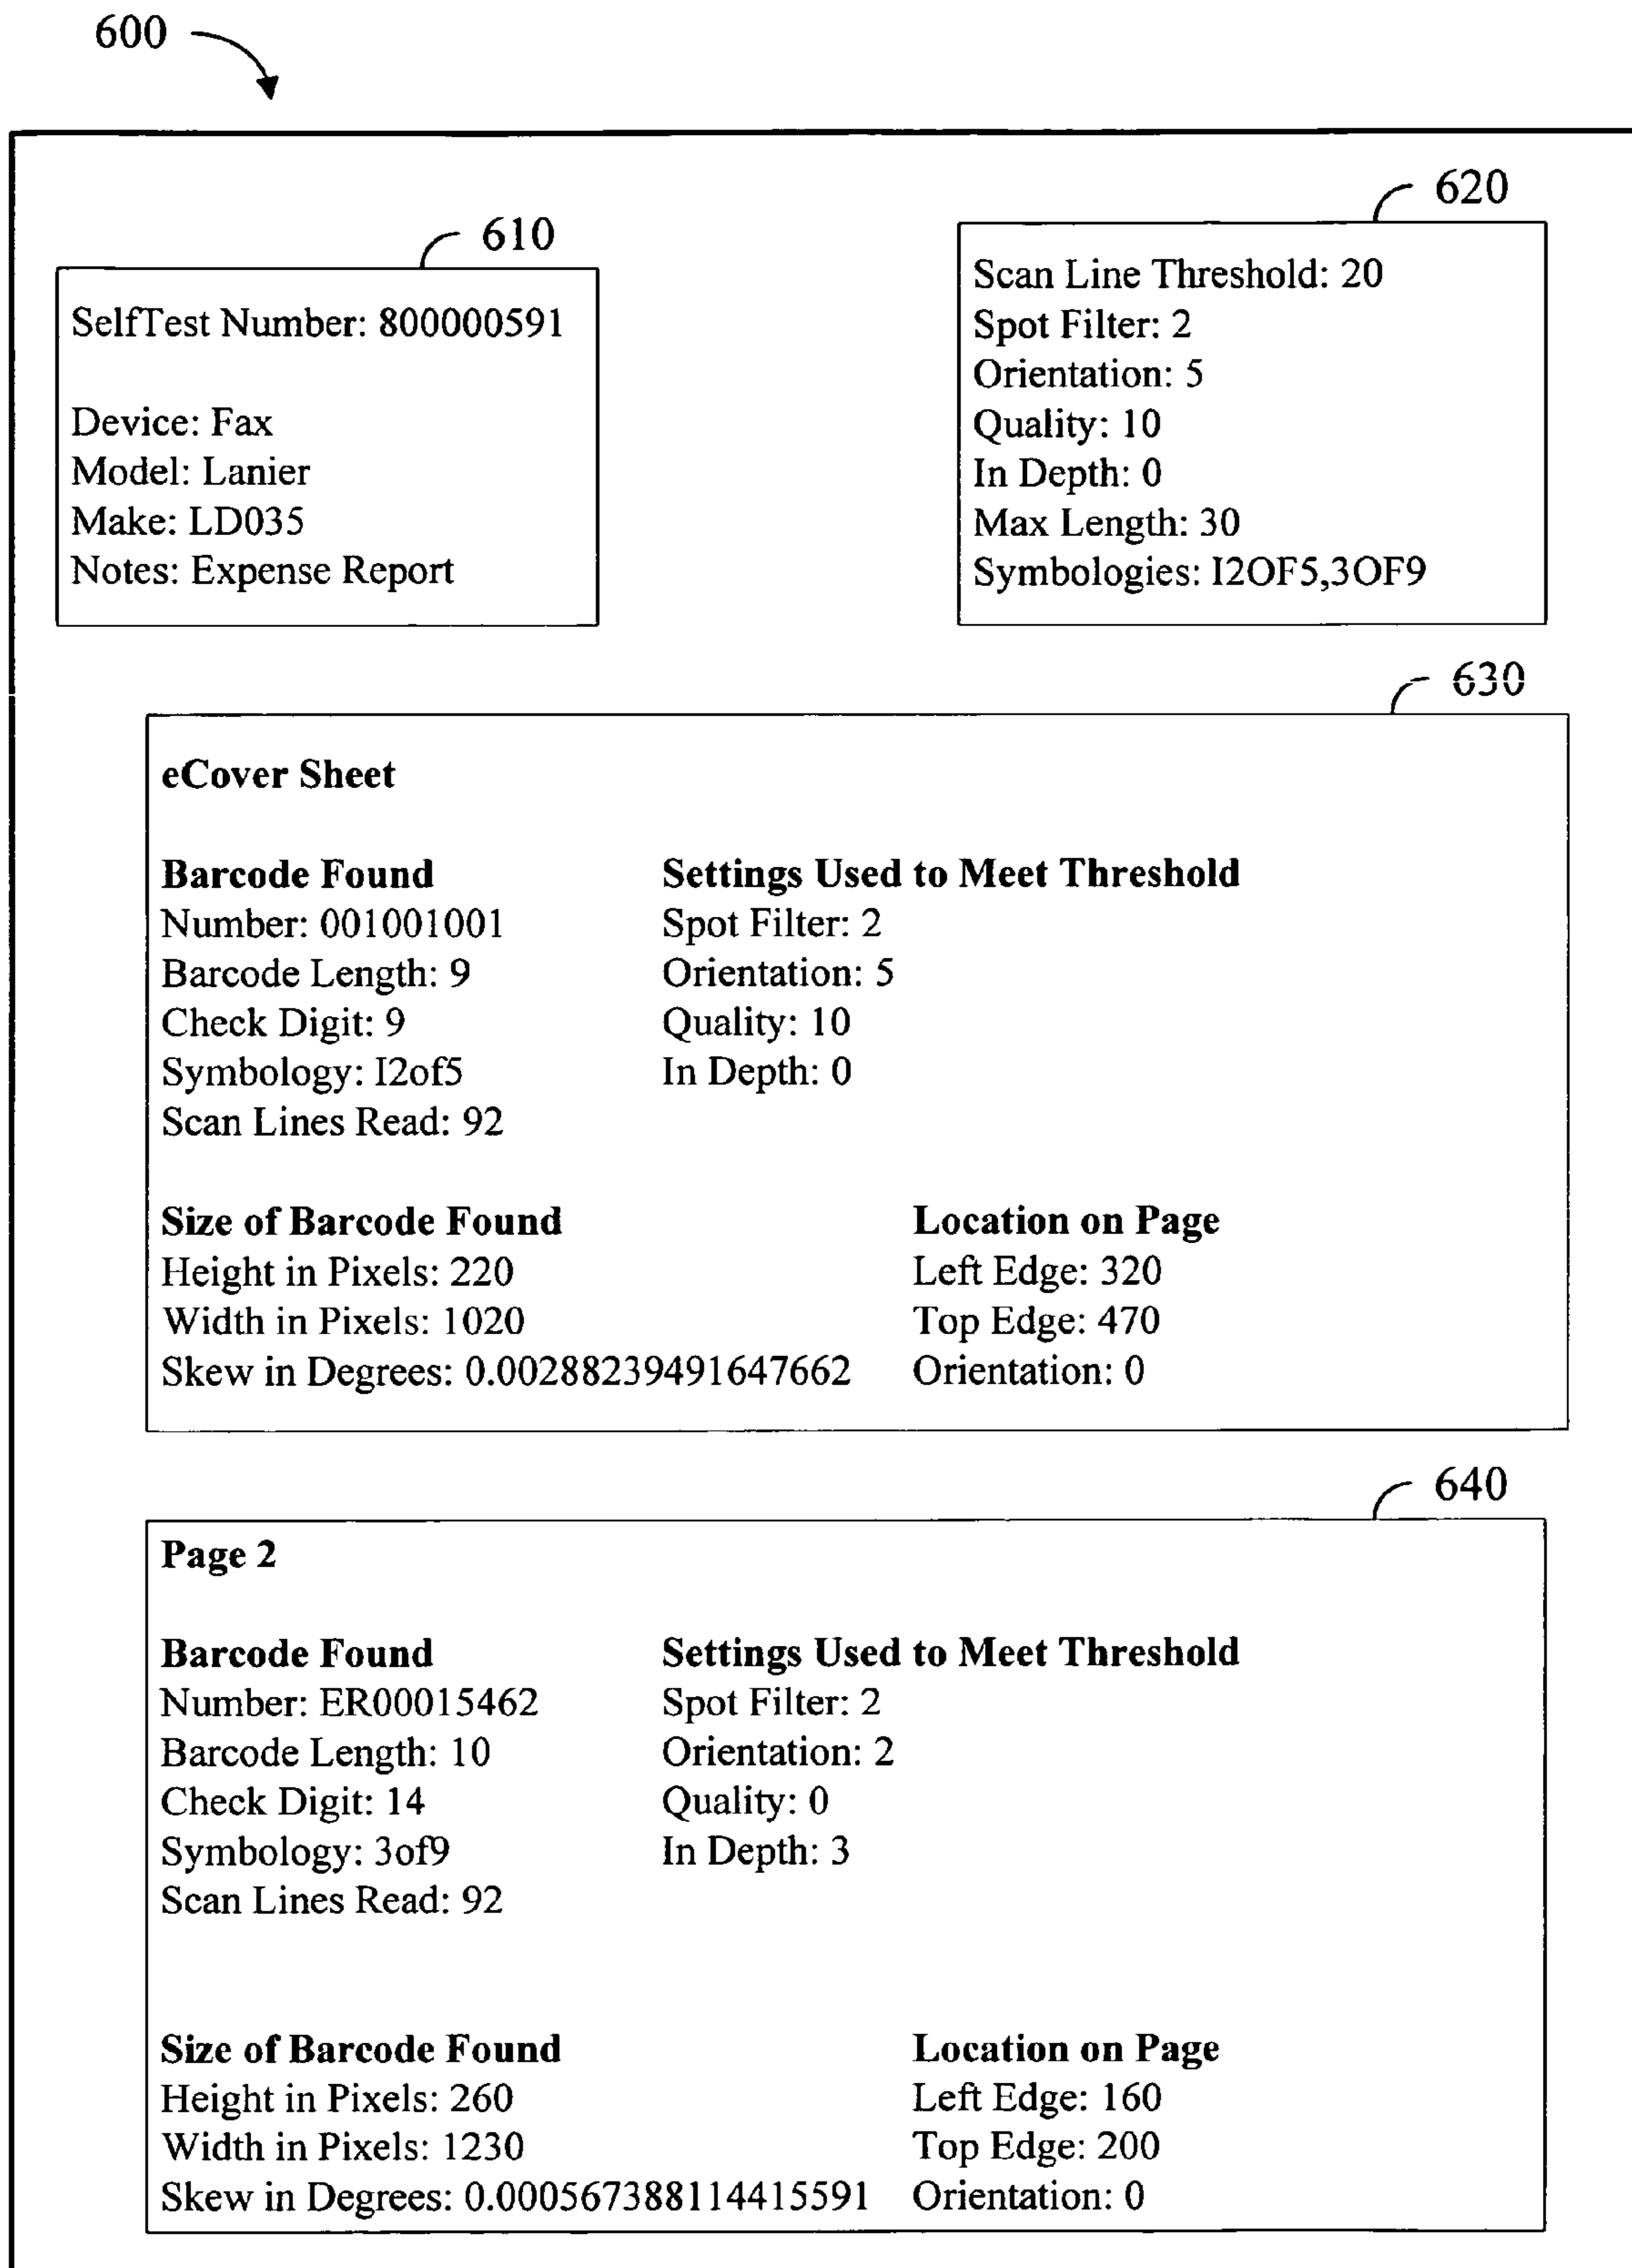 600
610
SelfTest Number: 800000591
Device: Fax
Model: Lanier
Make: LD035
Notes: Expense Report
620
Scan Line Threshold: 20
Spot Filter: 2
Orientation: 5
Quality: 10
In Depth: 0
Max Length: 30
Symbologies: I2OF5,3OF9
630
eCover Sheet
Barcode Found
Number: 001001001
Barcode Length: 9
Check Digit: 9
Symbology: I2of5
Scan Lines Read: 92
Settings Used to Meet Threshold
Spot Filter: 2
Orientation: 5
Quality: 10
In Depth: 0
Size of Barcode Found
Height in Pixels: 220
Width in Pixels: 1020
Skew in Degrees: 0.00288239491647662
Location on Page
Left Edge: 320
Top Edge: 470
Orientation: 0
640
Page 2
Barcode Found
Number: ER00015462
Barcode Length: 10
Check Digit: 14
Symbology: 3of9
Scan Lines Read: 92
Settings Used to Meet Threshold
Spot Filter: 2
Orientation: 2
Quality: 0
In Depth: 3
Size of Barcode Found
Height in Pixels: 260
Width in Pixels: 1230
Skew in Degrees: 0.000567388114415591
Location on Page
Left Edge: 160
Top Edge: 200
Orientation: 0